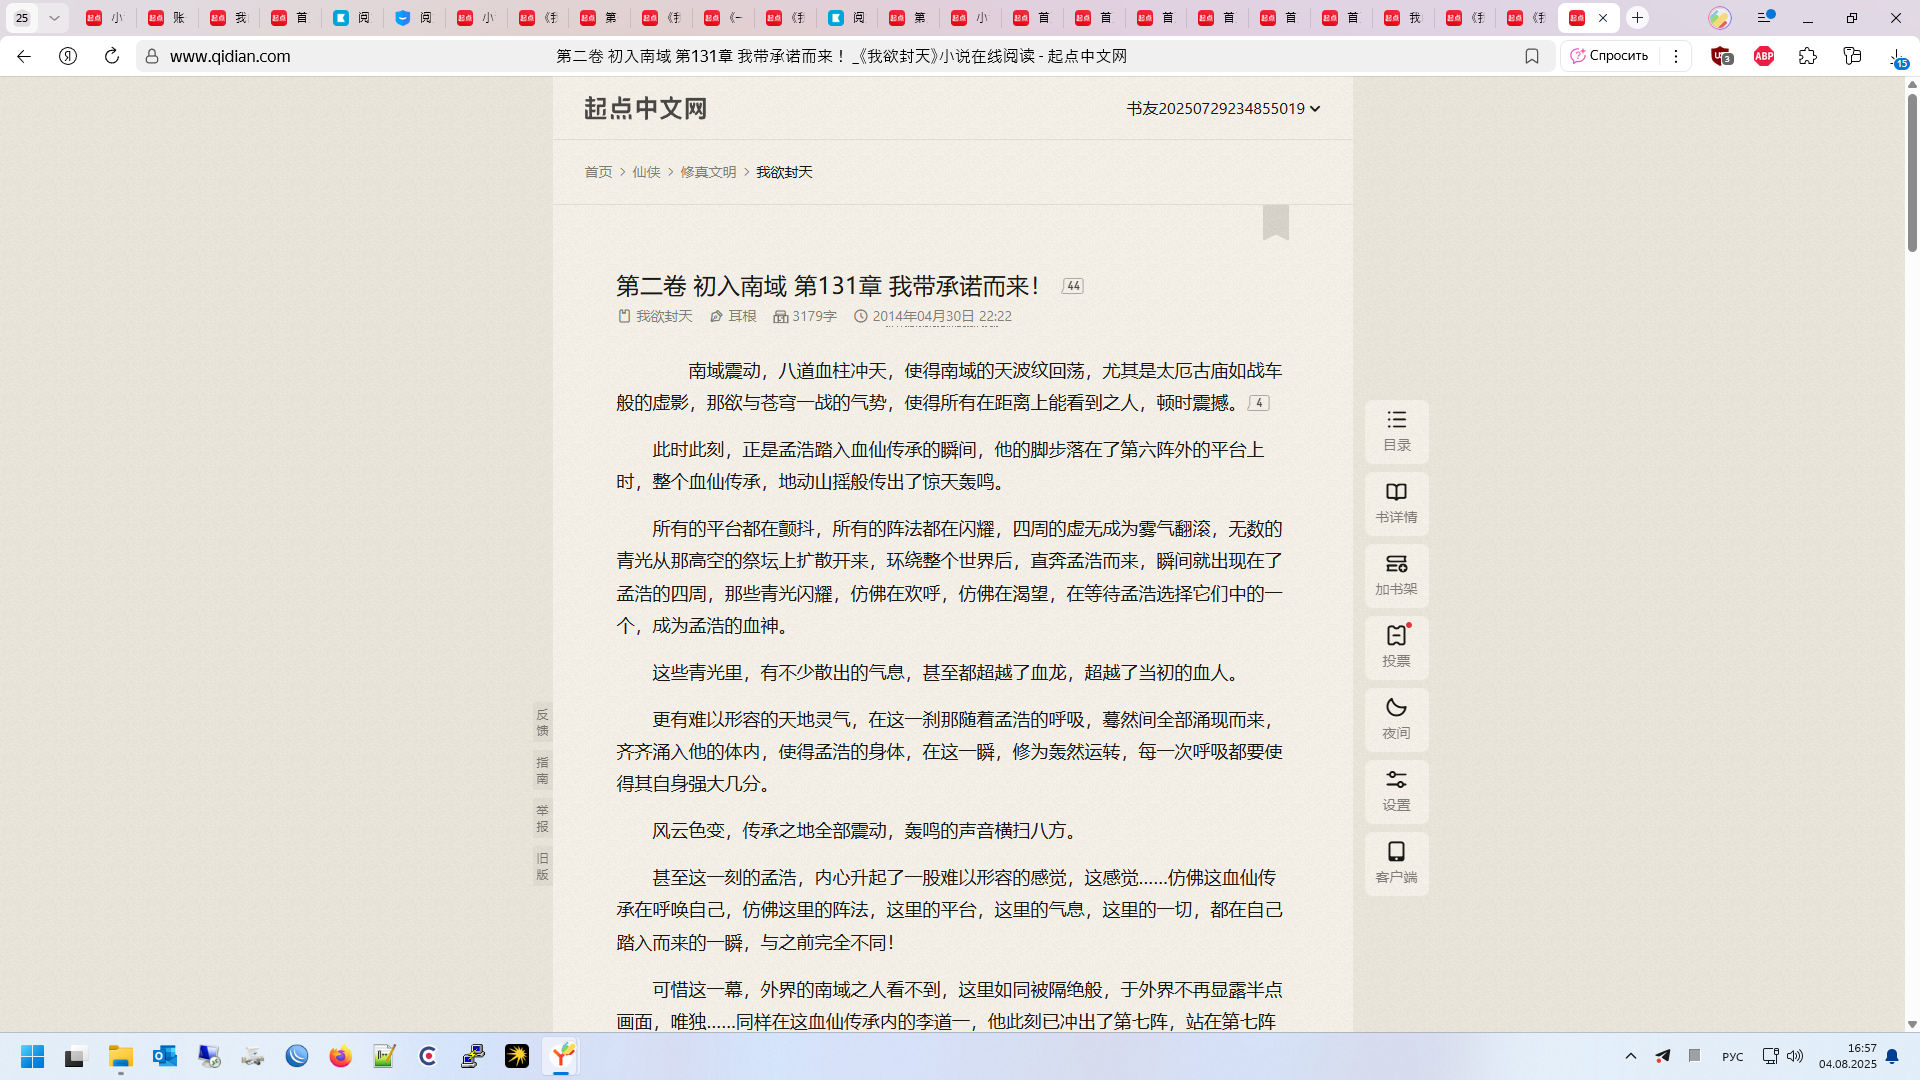 25
小
账
我
首
阅
阅
小
《我
第
《我
《一
《我
阅
第
小
首
首
首
首
首
首
我
《我
《我
www.qidian.com
第二卷 初入南域 第131章 我带承诺而来！_《我欲封天》小说在线阅读 - 起点中文网
Спросить
3
ABP
15
起点中文网
书友20250729234855019
首页 > 仙侠 > 修真文明 > 我欲封天
第二卷 初入南域 第131章 我带承诺而来！ 44
我欲封天 耳根 3179字 2014年04月30日 22:22
南域震动，八道血柱冲天，使得南域的天波纹回荡，尤其是太厄古庙如战车
般的虚影，那欲与苍穹一战的气势，使得所有在距离上能看到之人，顿时震撼。 4
此时此刻，正是孟浩踏入血仙传承的瞬间，他的脚步落在了第六阵外的平台上
时，整个血仙传承，地动山摇般传出了惊天轰鸣。
所有的平台都在颤抖，所有的阵法都在闪耀，四周的虚无成为雾气翻滚，无数的
青光从那高空的祭坛上扩散开来，环绕整个世界后，直奔孟浩而来，瞬间就出现在了
孟浩的四周，那些青光闪耀，仿佛在欢呼，仿佛在渴望，在等待孟浩选择它们中的一
个，成为孟浩的血神。
这些青光里，有不少散出的气息，甚至都超越了血龙，超越了当初的血人。
更有难以形容的天地灵气，在这一刹那随着孟浩的呼吸，蓦然间全部涌现而来，
齐齐涌入他的体内，使得孟浩的身体，在这一瞬，修为轰然运转，每一次呼吸都要使
得其自身强大几分。
风云色变，传承之地全部震动，轰鸣的声音横扫八方。
甚至这一刻的孟浩，内心升起了一股难以形容的感觉，这感觉……仿佛这血仙传
承在呼唤自己，仿佛这里的阵法，这里的平台，这里的气息，这里的一切，都在自己
踏入而来的一瞬，与之前完全不同！
可惜这一幕，外界的南域之人看不到，这里如同被隔绝般，于外界不再显露半点
画面，唯独……同样在这血仙传承内的李道一，他此刻已冲出了第七阵，站在第七阵
反馈
指南
举报
旧版
目录
书详情
加书架
投票
夜间
设置
客户端
РУС
16:57
04.08.2025